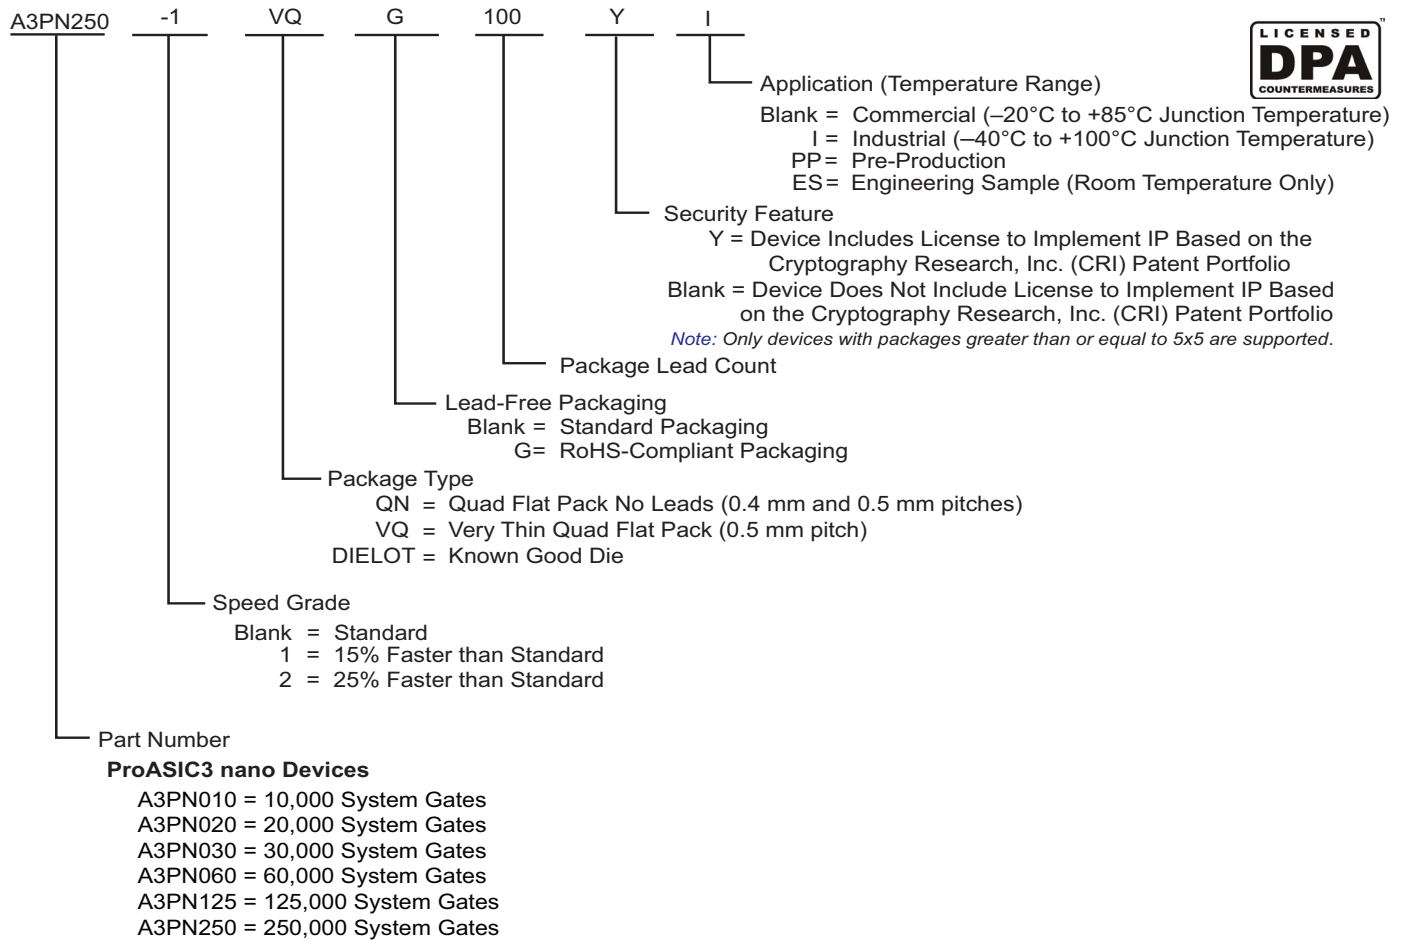 A3PN250 -1 VQ G 100 Y I
LICENSED
DPA
COUNTERMEASURES
™
Application (Temperature Range)
Blank = Commercial (–20°C to +85°C Junction Temperature)
I = Industrial (–40°C to +100°C Junction Temperature)
PP= Pre-Production
ES= Engineering Sample (Room Temperature Only)
Security Feature
Y = Device Includes License to Implement IP Based on the
Cryptography Research, Inc. (CRI) Patent Portfolio
Blank = Device Does Not Include License to Implement IP Based
on the Cryptography Research, Inc. (CRI) Patent Portfolio
Note: Only devices with packages greater than or equal to 5x5 are supported.
Package Lead Count
Lead-Free Packaging
Blank = Standard Packaging
G= RoHS-Compliant Packaging
Package Type
QN = Quad Flat Pack No Leads (0.4 mm and 0.5 mm pitches)
VQ = Very Thin Quad Flat Pack (0.5 mm pitch)
DIELOT = Known Good Die
Speed Grade
Blank = Standard
1 = 15% Faster than Standard
2 = 25% Faster than Standard
Part Number
ProASIC3 nano Devices
A3PN010 = 10,000 System Gates
A3PN020 = 20,000 System Gates
A3PN030 = 30,000 System Gates
A3PN060 = 60,000 System Gates
A3PN125 = 125,000 System Gates
A3PN250 = 250,000 System Gates